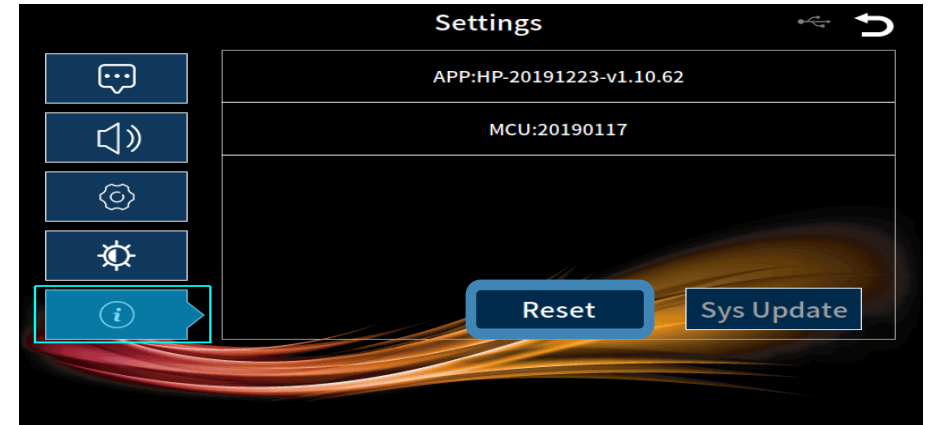 Settings
APP:HP-20191223-v1.10.62
MCU:20190117
i
Reset
Sys Update